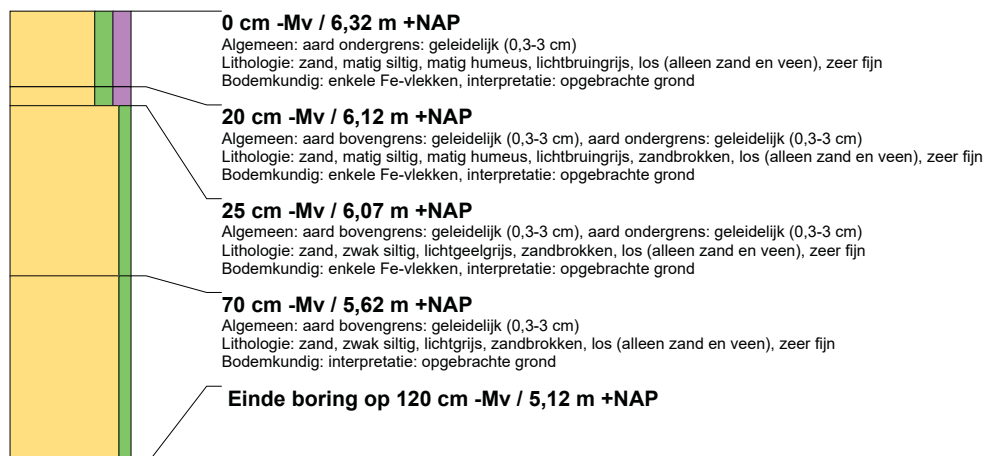 0 cm -Mv / 6,32 m +NAP
Algemeen: aard ondergrens: geleidelijk (0,3-3 cm)
Lithologie: zand, matig siltig, matig humeus, lichtbruingrijs, los (alleen zand en veen), zeer fijn
Bodemkundig: enkele Fe-vlekken, interpretatie: opgebrachte grond
20 cm -Mv / 6,12 m +NAP
Algemeen: aard bovengrens: geleidelijk (0,3-3 cm), aard ondergrens: geleidelijk (0,3-3 cm)
Lithologie: zand, matig siltig, matig humeus, lichtbruingrijs, zandbrokken, los (alleen zand en veen), zeer fijn
Bodemkundig: enkele Fe-vlekken, interpretatie: opgebrachte grond
25 cm -Mv / 6,07 m +NAP
Algemeen: aard bovengrens: geleidelijk (0,3-3 cm), aard ondergrens: geleidelijk (0,3-3 cm)
Lithologie: zand, zwak siltig, lichtgeelgrijs, zandbrokken, los (alleen zand en veen), zeer fijn
Bodemkundig: enkele Fe-vlekken, interpretatie: opgebrachte grond
70 cm -Mv / 5,62 m +NAP
Algemeen: aard bovengrens: geleidelijk (0,3-3 cm)
Lithologie: zand, zwak siltig, lichtgrijs, zandbrokken, los (alleen zand en veen), zeer fijn
Bodemkundig: interpretatie: opgebrachte grond
Einde boring op 120 cm -Mv / 5,12 m +NAP